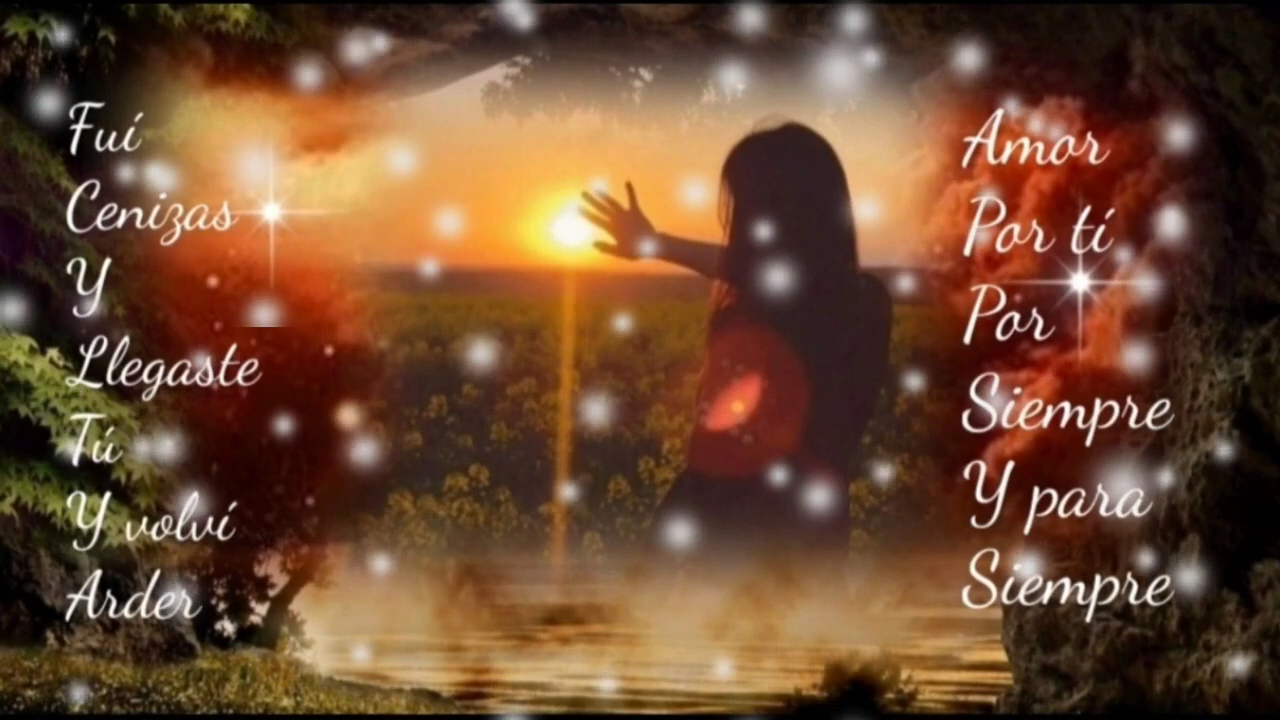 Fuí
Cenizas
Y
Llegaste
Tú
Y volví
Arder
Amor
Por tí
Por
Siempre
Y para
Siempre